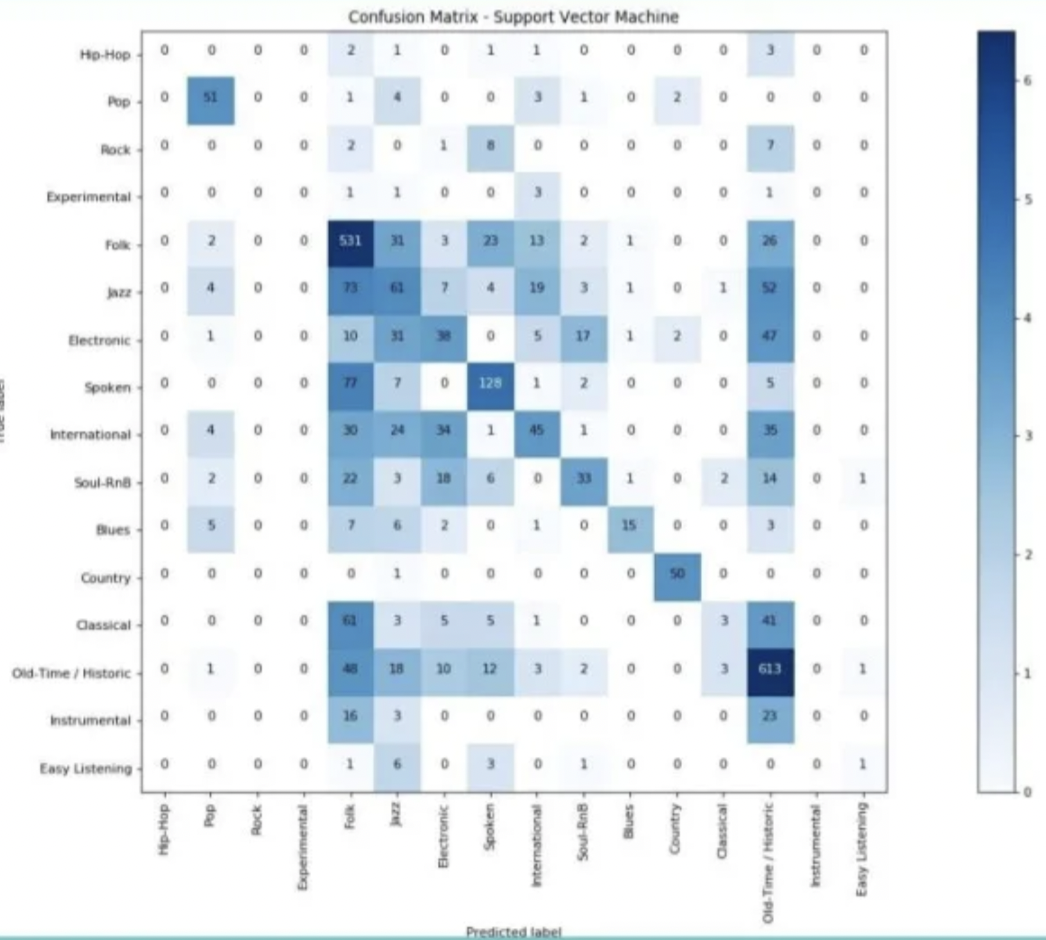 Confusion Matrix - Support Vector Machine
Hip-Hop 0 0 0 0 2 1 0 1 1 0 0 0 0 3 0 0
Pop 0 51 0 0 1 4 0 0 3 1 0 2 0 0 0 0
Rock 0 0 0 0 2 0 1 8 0 0 0 0 0 7 0 0
Experimental 0 0 0 0 1 1 0 0 3 0 0 0 0 1 0 0
Folk 0 2 0 0 531 31 3 23 13 2 1 0 0 26 0 0
Jazz 0 4 0 0 73 61 7 4 19 3 1 0 1 52 0 0
Electronic 0 1 0 0 10 31 38 0 5 17 1 2 0 47 0 0
Spoken 0 0 0 0 77 7 0 128 1 2 0 0 0 5 0 0
International 0 4 0 0 30 24 34 1 45 1 0 0 0 35 0 0
Soul-RnB 0 2 0 0 22 3 18 6 0 33 1 0 2 14 0 1
Blues 0 5 0 0 7 6 2 0 1 0 15 0 0 3 0 0
Country 0 0 0 0 0 1 0 0 0 0 0 50 0 0 0 0
Classical 0 0 0 0 61 3 5 5 1 0 0 0 3 41 0 0
Old-Time / Historic 0 1 0 0 48 18 10 12 3 2 0 0 3 613 0 1
Instrumental 0 0 0 0 16 3 0 0 0 0 0 0 0 23 0 0
Easy Listening 0 0 0 0 1 6 0 3 0 1 0 0 0 0 0 1
Hip-Hop Pop Rock Experimental Folk Jazz Electronic Spoken International Soul-RnB Blues Country Classical Old-Time / Historic Instrumental Easy Listening
Predicted label
6
5
4
3
2
1
0